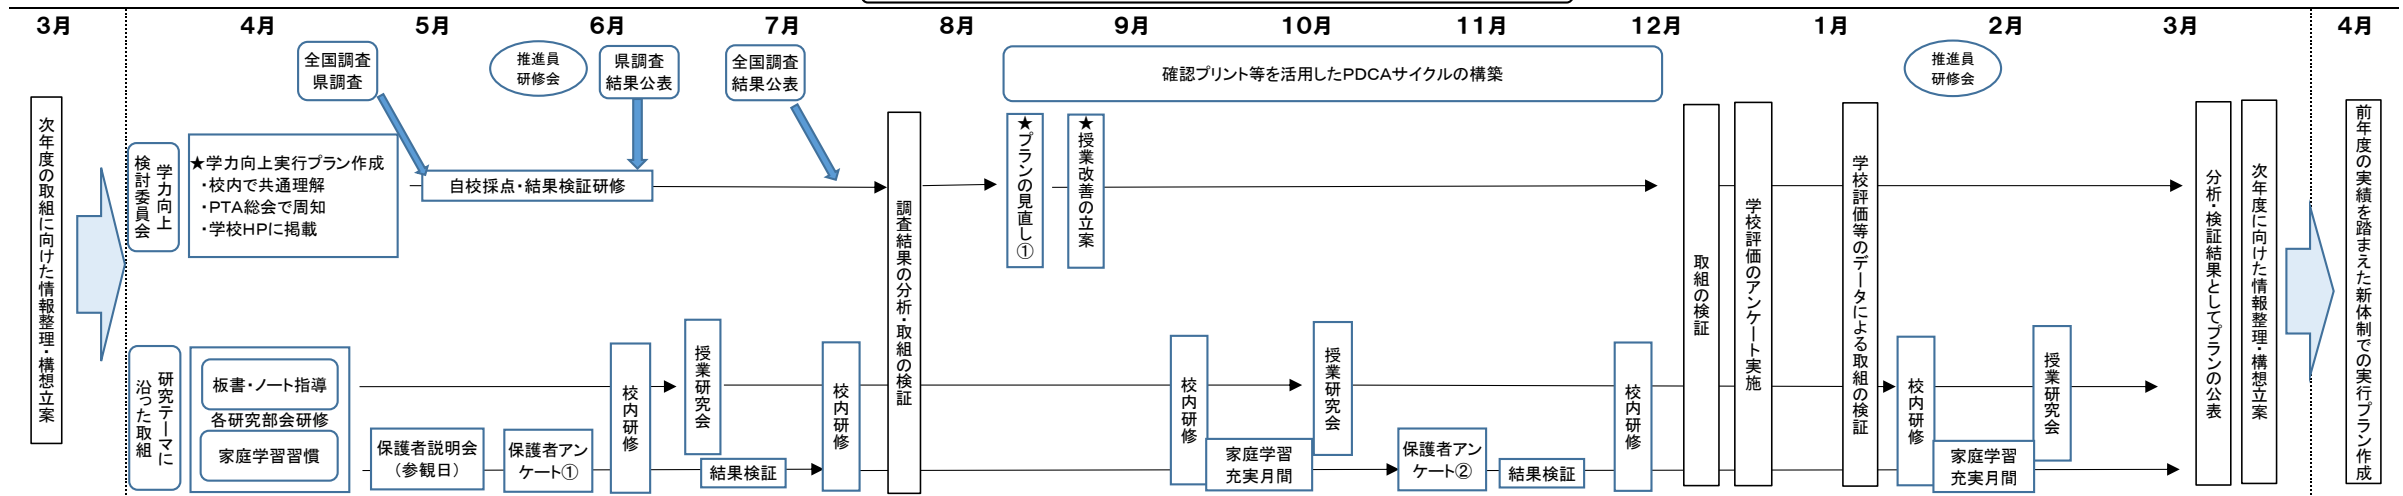 3月
4月
5月
6月
7月
8月
9月
10月
11月
12月
1月
2月
3月
4月
全国調査
県調査
推進員
研修会
県調査
結果公表
全国調査
結果公表
確認プリント等を活用したPDCAサイクルの構築
推進員
研修会
次年度の取組に向けた情報整理・構想立案
学力向上
検討委員会
★学力向上実行プラン作成
・校内で共通理解
・PTA総会で周知
・学校HPに掲載
自校採点・結果検証研修
調査結果の分析・取組の検証
★プランの見直し①
★授業改善の立案
取組の検証
学校評価のアンケート実施
学校評価等のデータによる取組の検証
分析・検証結果としてプランの公表
次年度に向けた情報整理・構想立案
前年度の実績を踏まえた新体制での実行プラン作成
研究テーマに
沿った取組
板書・ノート指導
各研究部会研修
家庭学習習慣
保護者説明会
（参観日）
保護者アン
ケート①
校内研修
授業研究会
結果検証
校内研修
校内研修
家庭学習
充実月間
授業研究会
保護者アン
ケート②
結果検証
校内研修
校内研修
家庭学習
充実月間
授業研究会